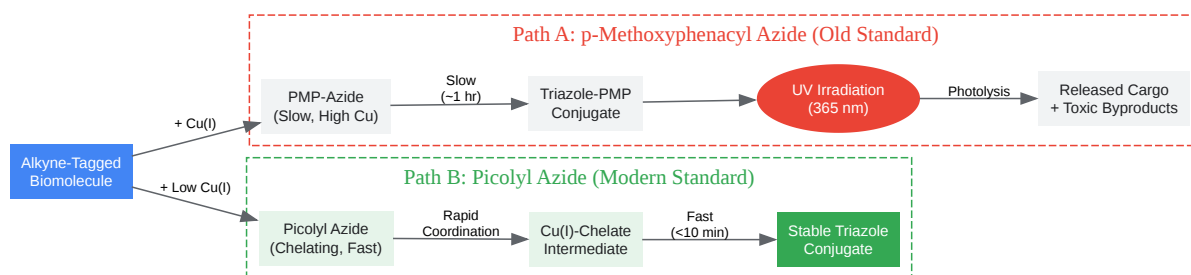 Path A: p-Methoxyphenacyl Azide (Old Standard)
Alkyne-Tagged
Biomolecule
+ Cu(I)
PMP-Azide
(Slow, High Cu)
Slow
(~1 hr)
Triazole-PMP
Conjugate
UV Irradiation
(365 nm)
Photolysis
Released Cargo
+ Toxic Byproducts
Path B: Picolyl Azide (Modern Standard)
+ Low Cu(I)
Picolyl Azide
(Chelating, Fast)
Rapid
Coordination
Cu(I)-Chelate
Intermediate
Fast
(<10 min)
Stable Triazole
Conjugate